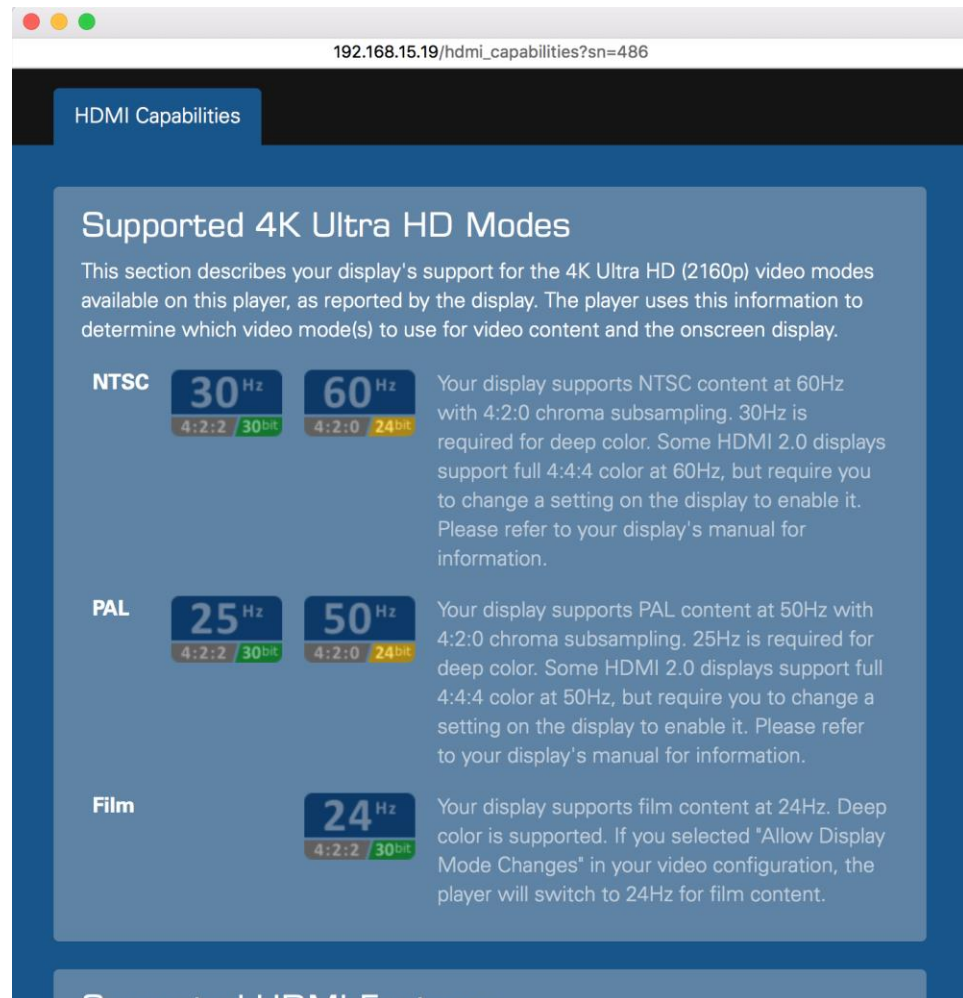 192.168.15.19/hdmi_capabilities?sn=486
HDMI Capabilities
Supported 4K Ultra HD Modes
This section describes your display's support for the 4K Ultra HD (2160p) video modes
available on this player, as reported by the display. The player uses this information to
determine which video mode(s) to use for video content and the onscreen display.
NTSC
30Hz
4:2:2 30bit
60Hz
4:2:0 24bit
Your display supports NTSC content at 60Hz
with 4:2:0 chroma subsampling. 30Hz is
required for deep color. Some HDMI 2.0 displays
support full 4:4:4 color at 60Hz, but require you
to change a setting on the display to enable it.
Please refer to your display's manual for
information.
PAL
25Hz
4:2:2 30bit
50Hz
4:2:0 24bit
Your display supports PAL content at 50Hz with
4:2:0 chroma subsampling. 25Hz is required for
deep color. Some HDMI 2.0 displays support full
4:4:4 color at 50Hz, but require you to change a
setting on the display to enable it. Please refer
to your display's manual for information.
Film
24Hz
4:2:2 30bit
Your display supports film content at 24Hz. Deep
color is supported. If you selected "Allow Display
Mode Changes" in your video configuration, the
player will switch to 24Hz for film content.